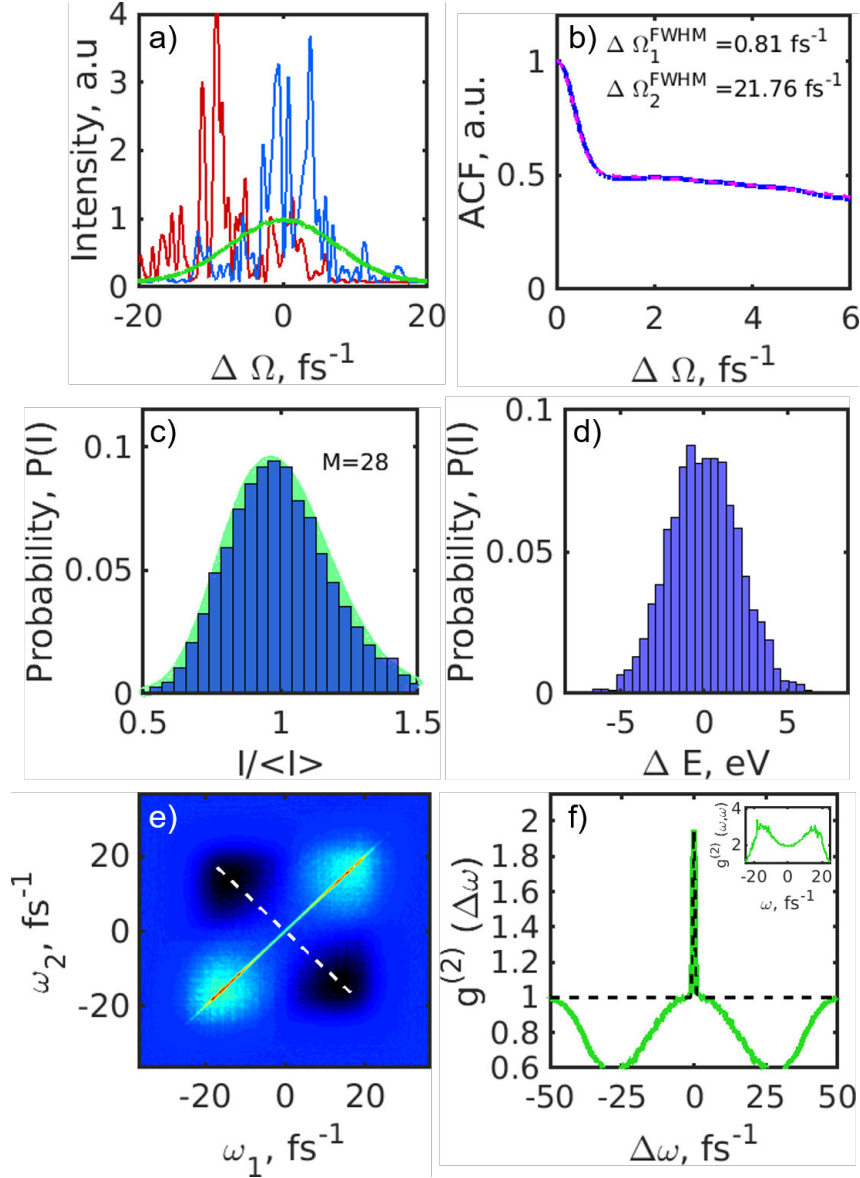 a)
Intensity, a.u
4
3
2
1
0
-20
0
20
Δ Ω, fs⁻¹
b)
Δ Ω₁^FWHM =0.81 fs⁻¹
Δ Ω₂^FWHM =21.76 fs⁻¹
ACF, a.u.
1
0.5
0
0
2
4
6
Δ Ω, fs⁻¹
c)
M=28
Probability, P(I)
0.1
0.05
0
0.5
1
1.5
I/<I>
d)
Probability, P(I)
0.1
0.05
0
-5
0
5
Δ E, eV
e)
ω₂, fs⁻¹
20
0
-20
-20
0
20
ω₁, fs⁻¹
f)
g⁽²⁾ (Δω)
2
1.8
1.6
1.4
1.2
1
0.8
0.6
-50
-25
0
25
50
Δω, fs⁻¹
g⁽²⁾ (ω,ω)
4
2
-20
0
20
ω, fs⁻¹